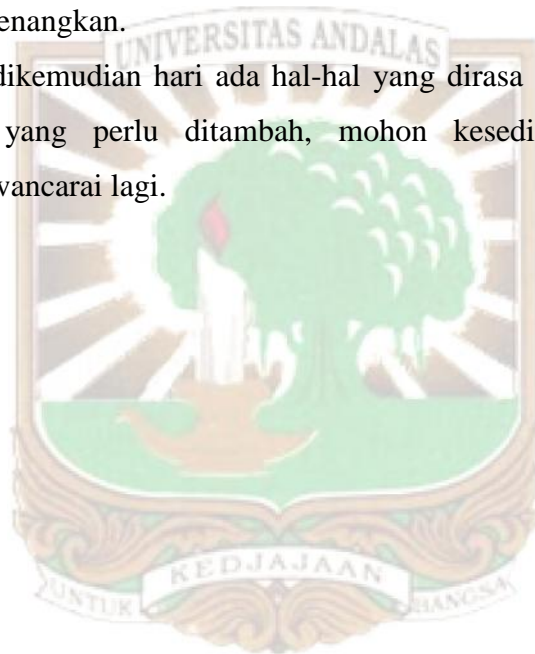 enangkan.
UNIVERSITAS ANDALAS
dikemudian hari ada hal-hal yang dirasa
yang perlu ditambah, mohon kesedi
vancarai lagi.
KEDJAJAAN
UNTUK BANGSA